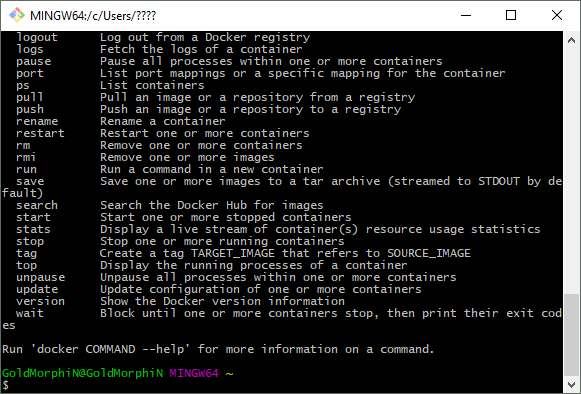 MINGW64:/c/Users/????
logout Log out from a Docker registry
logs Fetch the logs of a container
pause Pause all processes within one or more containers
port List port mappings or a specific mapping for the container
ps List containers
pull Pull an image or a repository from a registry
push Push an image or a repository to a registry
rename Rename a container
restart Restart one or more containers
rm Remove one or more containers
rmi Remove one or more images
run Run a command in a new container
save Save one or more images to a tar archive (streamed to STDOUT by de
fault)
search Search the Docker Hub for images
start Start one or more stopped containers
stats Display a live stream of container(s) resource usage statistics
stop Stop one or more running containers
tag Create a tag TARGET_IMAGE that refers to SOURCE_IMAGE
top Display the running processes of a container
unpause Unpause all processes within one or more containers
update Update configuration of one or more containers
version Show the Docker version information
wait Block until one or more containers stop, then print their exit cod
es
Run 'docker COMMAND --help' for more information on a command.
GoldMorphiN@GoldMorphiN MINGW64 ~
$